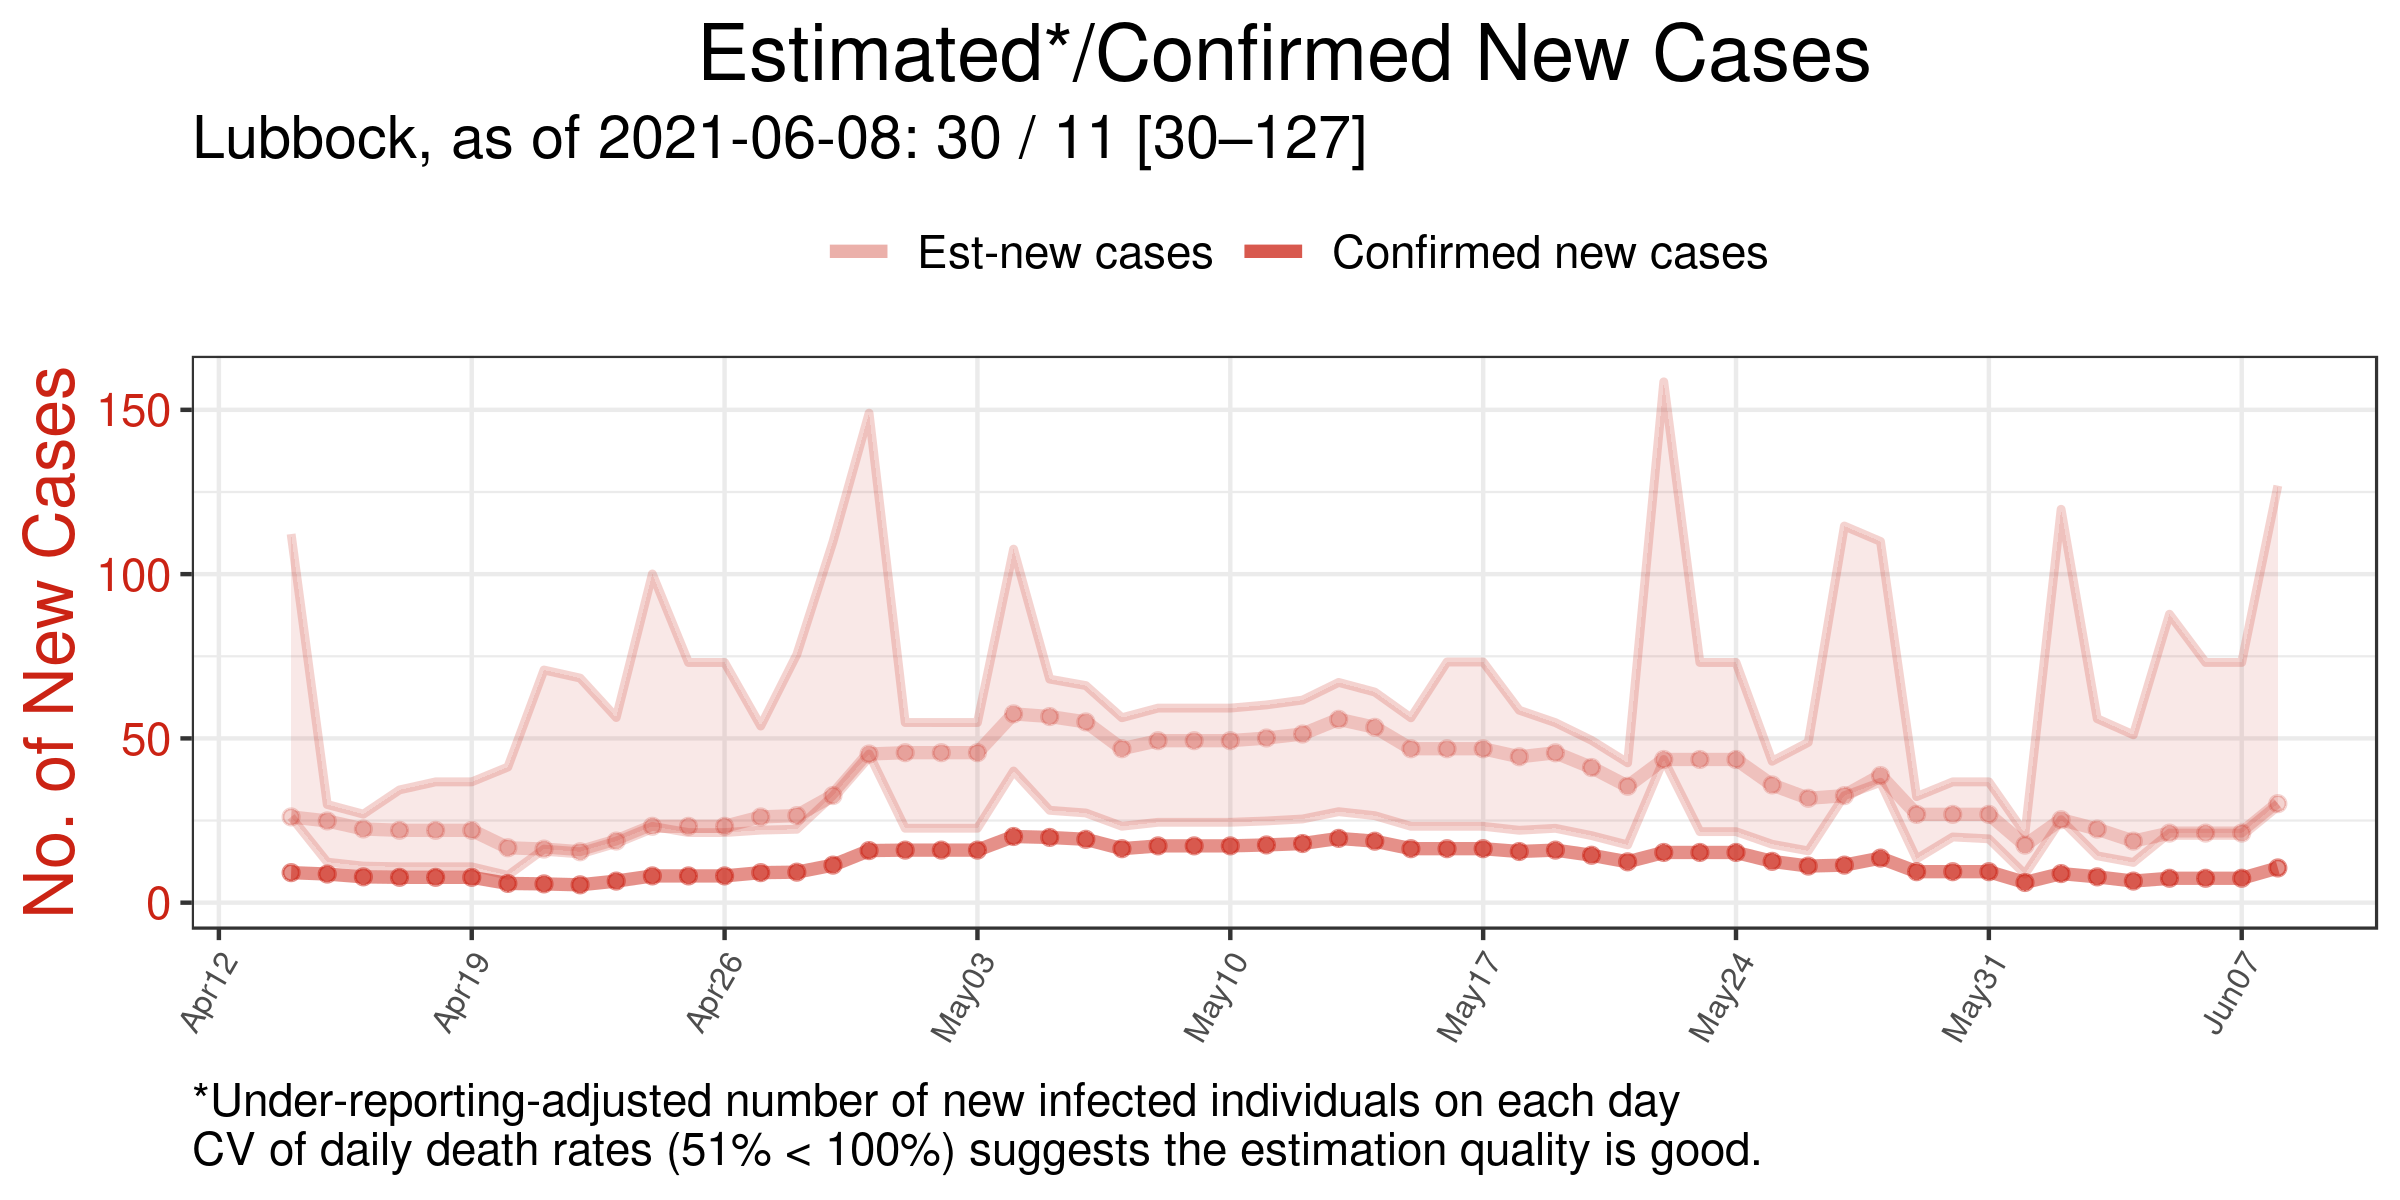 Estimated*/Confirmed New Cases
Lubbock, as of 2021-06-08: 30 / 11 [30–127]
Est-new cases
Confirmed new cases
No. of New Cases
150
100
50
0
Apr12
Apr19
Apr26
May03
May10
May17
May24
May31
Jun07
*Under-reporting-adjusted number of new infected individuals on each day
CV of daily death rates (51% < 100%) suggests the estimation quality is good.